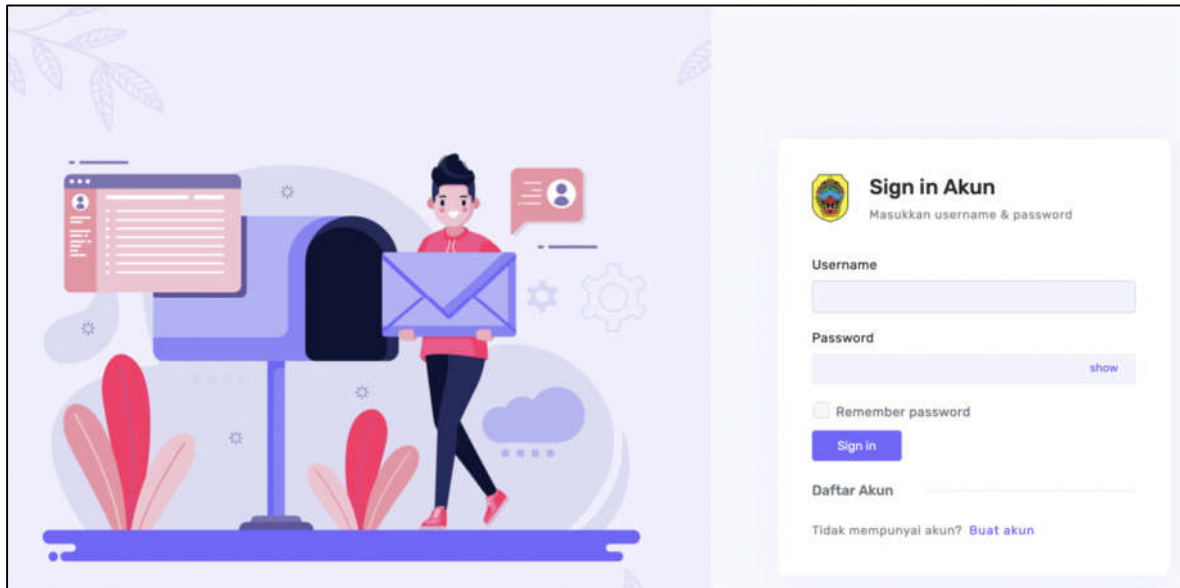 Sign in Akun
Masukkan username & password
Username
Password
show
Remember password
Sign in
Daftar Akun
Tidak mempunyai akun? Buat akun